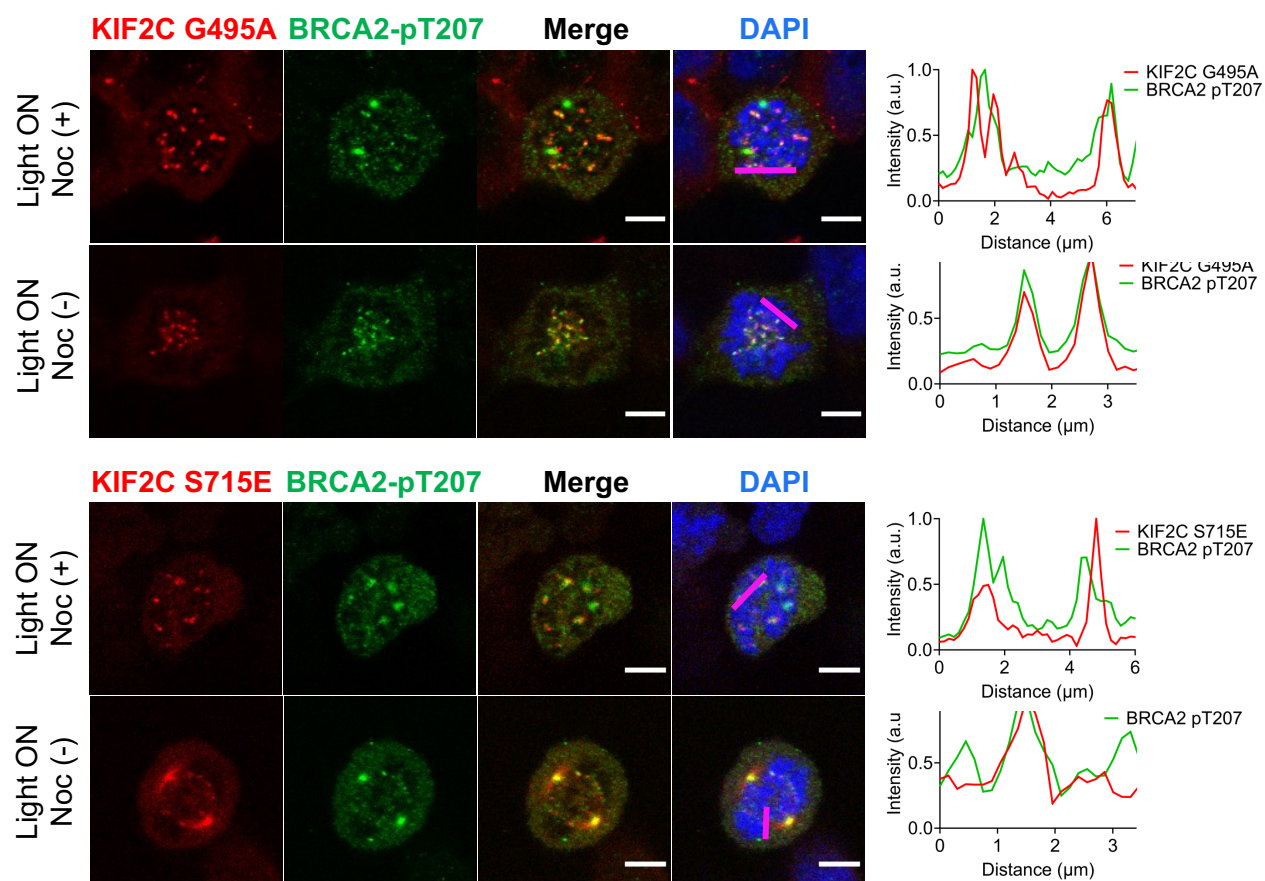 KIF2C G495A BRCA2-pT207 Merge DAPI
Light ON
Noc (+)
1.0
0.5
0.0
Intensity (a.u.)
0 2 4 6
Distance (µm)
KIF2C G495A
BRCA2 pT207
Light ON
Noc (-)
0.5
0.0
Intensity (a.u.
0 1 2 3
Distance (µm)
KIF2C G495A
BRCA2 pT207
KIF2C S715E BRCA2-pT207 Merge DAPI
Light ON
Noc (+)
1.0
0.5
0.0
Intensity (a.u.)
0 2 4 6
Distance (µm)
KIF2C S715E
BRCA2 pT207
Light ON
Noc (-)
0.5
0.0
Intensity (a.u
0 1 2 3
Distance (µm)
BRCA2 pT207